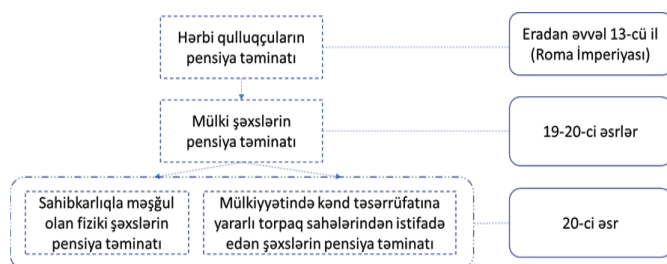 Hərbi qulluqçuların
pensiya təminatı
Eradan əvvəl 13-cü il
(Roma İmperiyası)
Mülki şəxslərin
pensiya təminatı
19-20-ci əsrlər
Sahibkarlıqla məşğul
olan fiziki şəxslərin
pensiya təminatı
Mülkiyyətində kənd təsərrüfatına
yararlı torpaq sahələrindən istifadə
edən şəxslərin pensiya təminatı
20-ci əsr